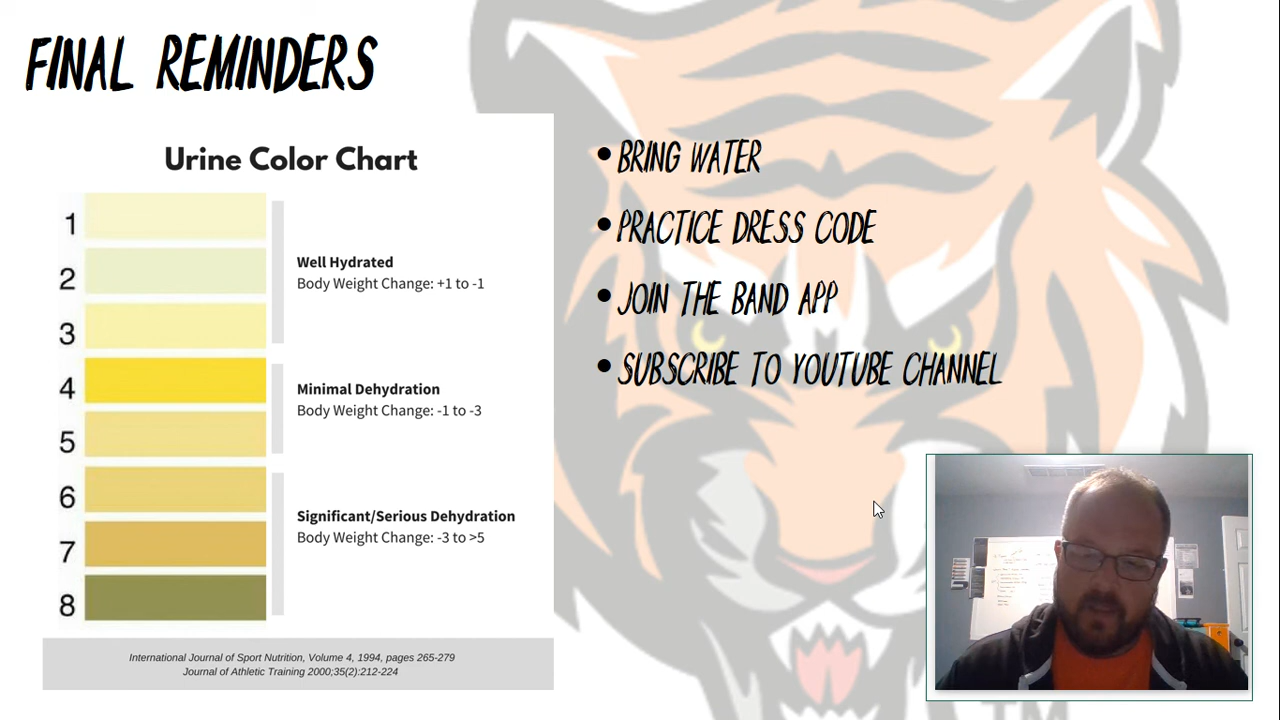 FINAL REMINDERS
Urine Color Chart
1
2
3
Well Hydrated
Body Weight Change: +1 to -1
4
5
Minimal Dehydration
Body Weight Change: -1 to -3
6
7
8
Significant/Serious Dehydration
Body Weight Change: -3 to >5
International Journal of Sport Nutrition, Volume 4, 1994, pages 265-279
Journal of Athletic Training 2000;35(2):212-224
• BRING WATER
• PRACTICE DRESS CODE
• JOIN THE BAND APP
• SUBSCRIBE TO YOUTUBE CHANNEL
TM